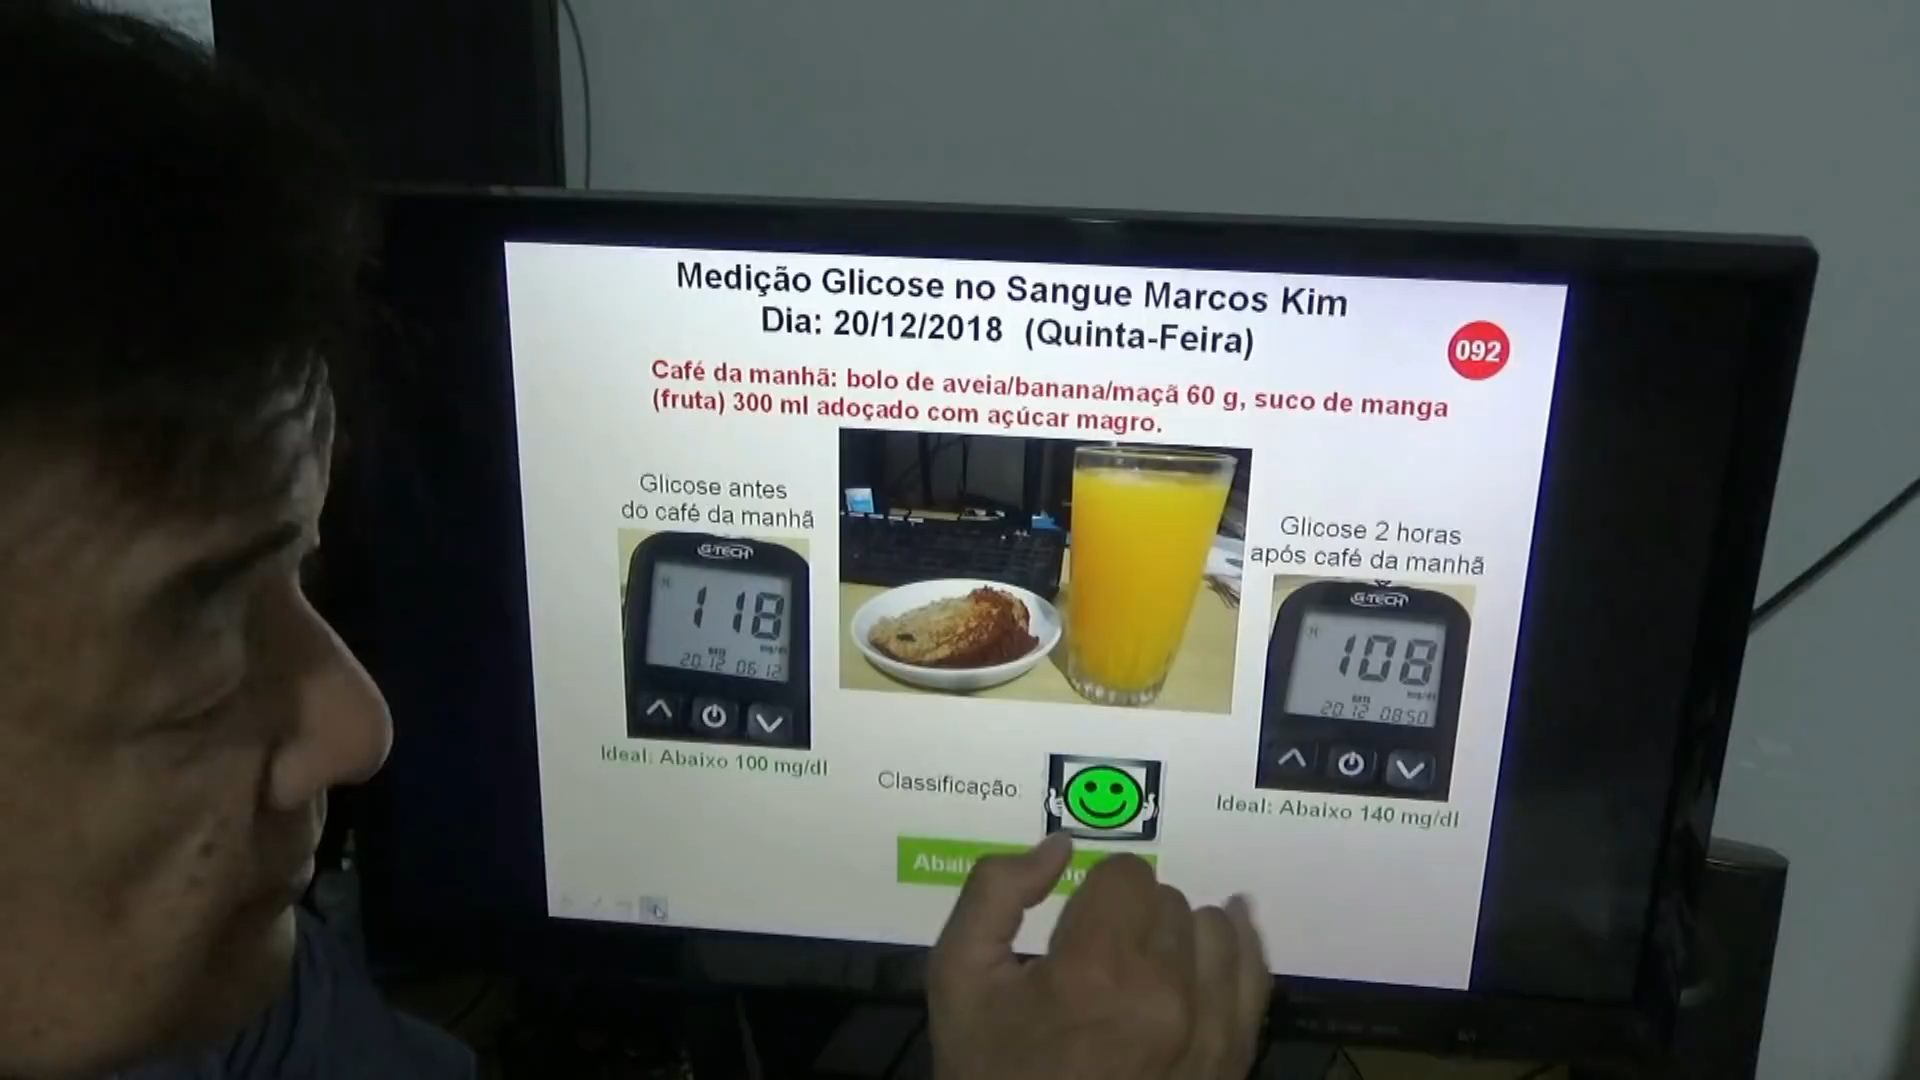 Medição Glicose no Sangue Marcos Kim
Dia: 20/12/2018 (Quinta-Feira)
092
Café da manhã: bolo de aveia/banana/maçã 60 g, suco de manga
(fruta) 300 ml adoçado com açúcar magro.
Glicose antes
do café da manhã
G-TECH
118
mg/dl
20.12 06:12
Ideal: Abaixo 100 mg/dl
Glicose 2 horas
após café da manhã
G-TECH
108
mg/dl
20.12 08:50
Ideal: Abaixo 140 mg/dl
Classificação: